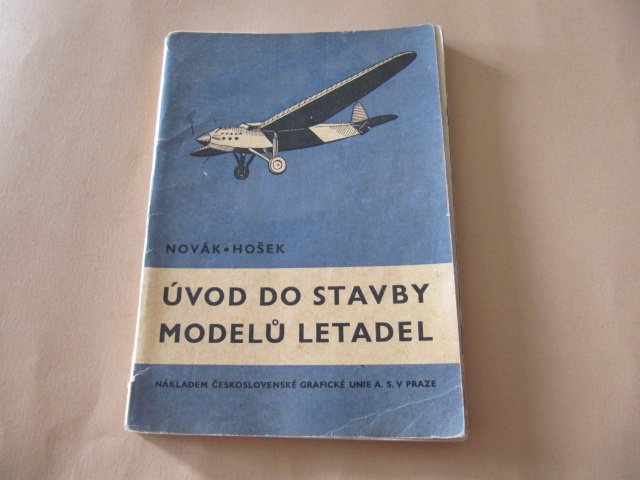 NOVÁK • HOŠEK
ÚVOD DO STAVBY
MODELŮ LETADEL
NÁKLADEM ČESKOSLOVENSKÉ GRAFICKÉ UNIE A. S. V PRAZE